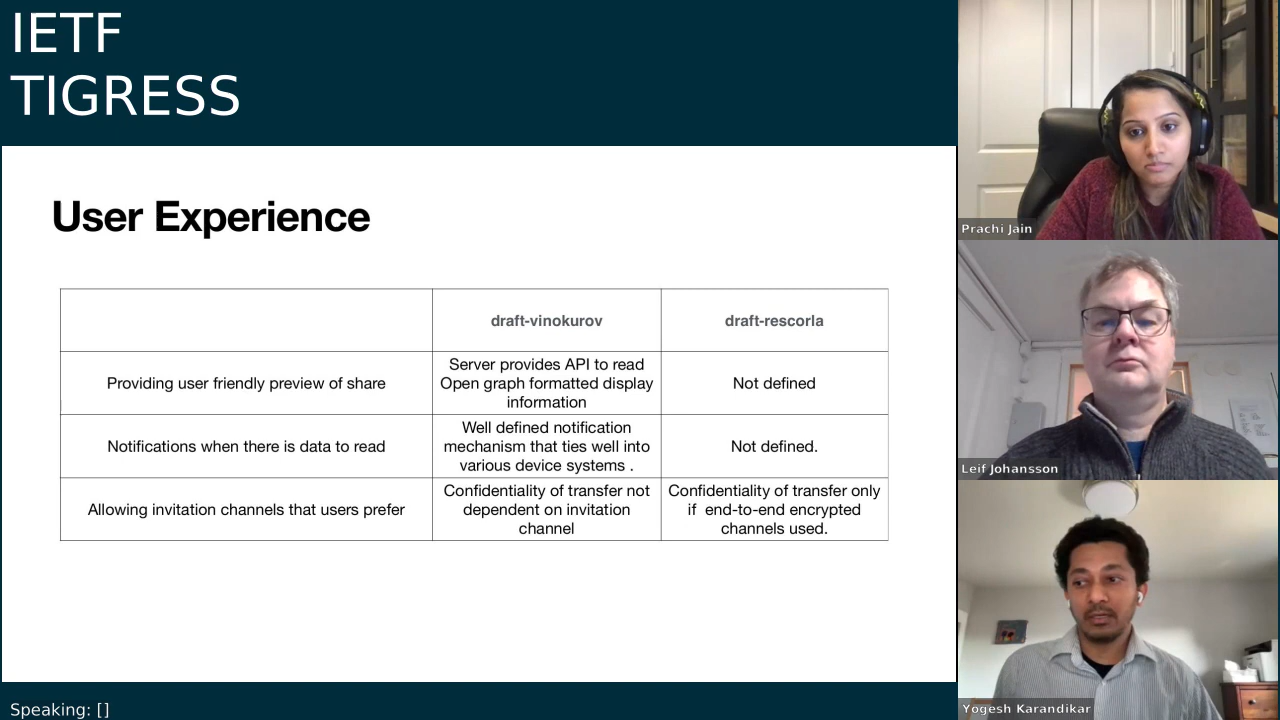 IETF
TIGRESS
User Experience
draft-vinokurov
draft-rescorla
Providing user friendly preview of share
Server provides API to read
Open graph formatted display
information
Not defined
Notifications when there is data to read
Well defined notification
mechanism that ties well into
various device systems .
Not defined.
Allowing invitation channels that users prefer
Confidentiality of transfer not
dependent on invitation
channel
Confidentiality of transfer only
if end-to-end encrypted
channels used.
Speaking: []
Prachi Jain
Leif Johansson
Yogesh Karandikar